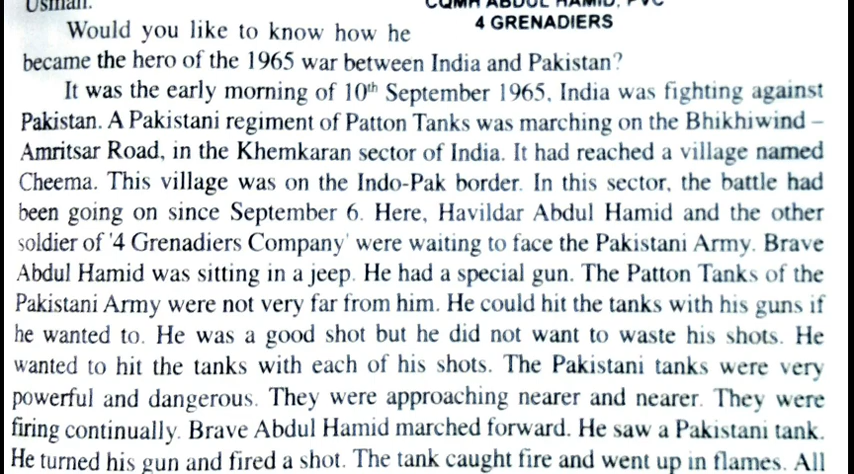 Usman.
CQMH ABDUL HAMID, PVC
4 GRENADIERS
Would you like to know how he
became the hero of the 1965 war between India and Pakistan?
It was the early morning of 10th September 1965, India was fighting against
Pakistan. A Pakistani regiment of Patton Tanks was marching on the Bhikhiwind –
Amritsar Road, in the Khemkaran sector of India. It had reached a village named
Cheema. This village was on the Indo-Pak border. In this sector, the battle had
been going on since September 6. Here, Havildar Abdul Hamid and the other
soldier of '4 Grenadiers Company' were waiting to face the Pakistani Army. Brave
Abdul Hamid was sitting in a jeep. He had a special gun. The Patton Tanks of the
Pakistani Army were not very far from him. He could hit the tanks with his guns if
he wanted to. He was a good shot but he did not want to waste his shots. He
wanted to hit the tanks with each of his shots. The Pakistani tanks were very
powerful and dangerous. They were approaching nearer and nearer. They were
firing continually. Brave Abdul Hamid marched forward. He saw a Pakistani tank.
He turned his gun and fired a shot. The tank caught fire and went up in flames. All